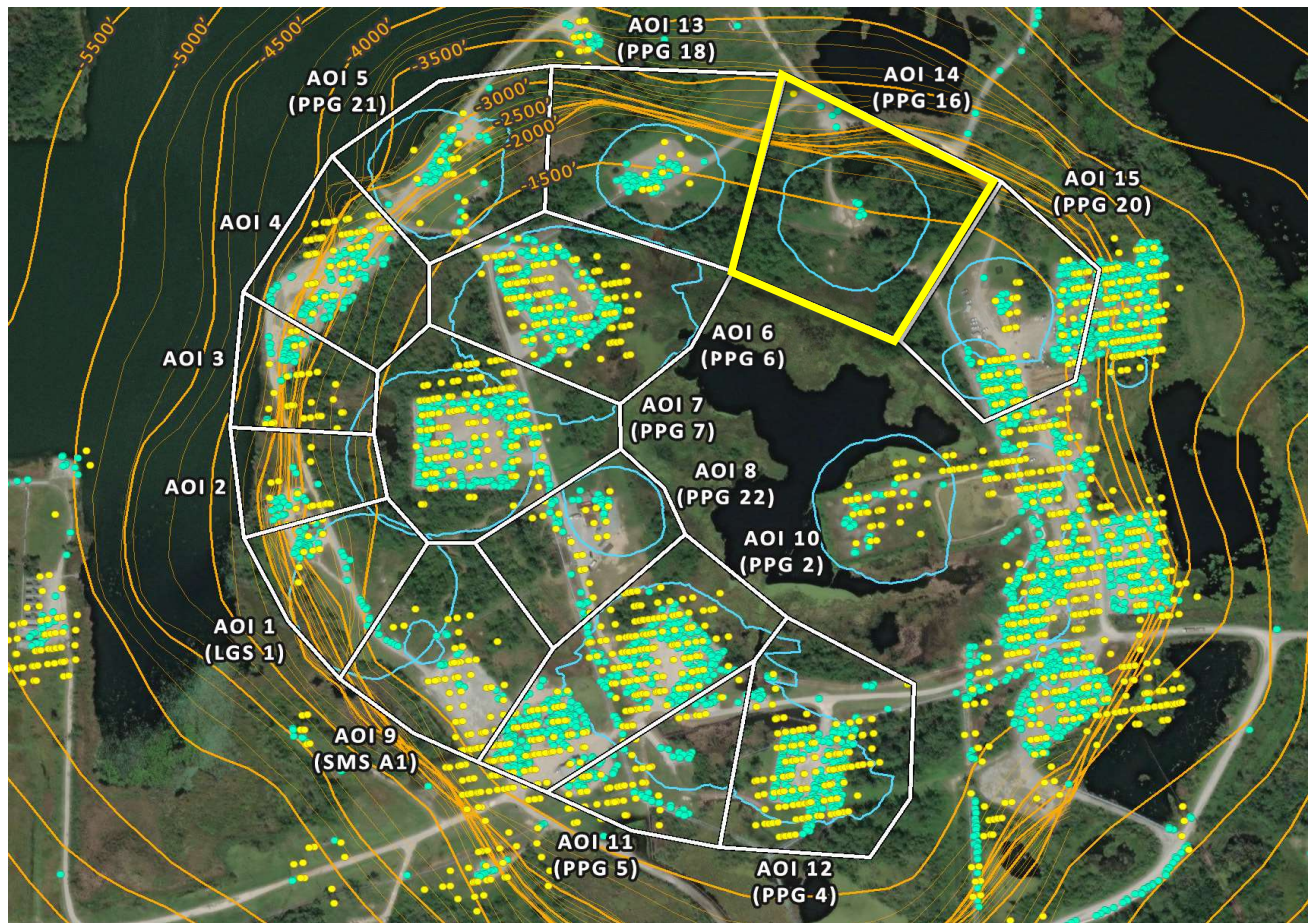 -5500'
-5000'
-4500'
-4000'
-3500'
-3000'
-2500'
-2000'
-1500'
AOI 13
(PPG 18)
AOI 14
(PPG 16)
AOI 5
(PPG 21)
AOI 15
(PPG 20)
AOI 4
AOI 3
AOI 6
(PPG 6)
AOI 7
(PPG 7)
AOI 2
AOI 8
(PPG 22)
AOI 10
(PPG 2)
AOI 1
(LGS 1)
AOI 9
(SMS A1)
AOI 11
(PPG 5)
AOI 12
(PPG 4)